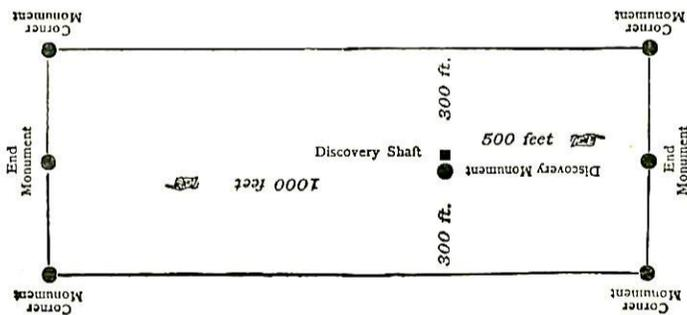 Corner
Monument
Corner
Monument
300 ft.
500 feet
End
Monument
Discovery Shaft
Discovery Monument
End
Monument
1000 feet
300 ft.
Corner
Monument
Corner
Monument